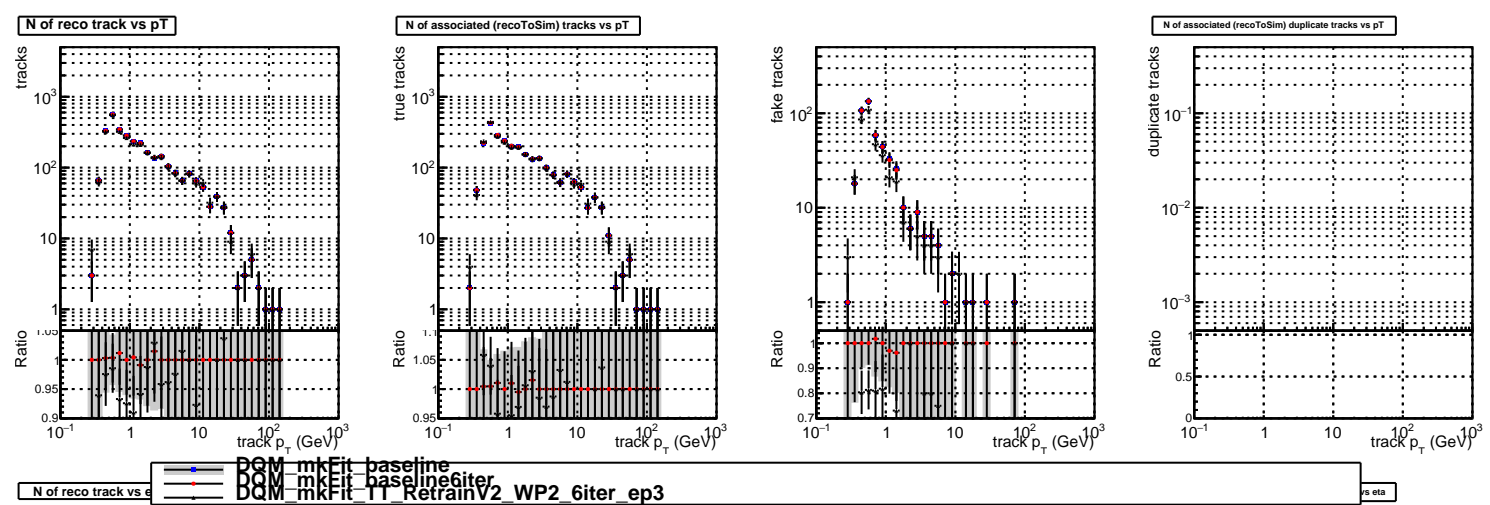 N of reco track vs pT
N of associated (recoToSim) tracks vs pT
N of associated (recoToSim) duplicate tracks vs pT
tracks
10³
10²
10
1
Ratio
1.05
1
0.95
0.9
10⁻¹ 1 10 10² 10³
track p_T (GeV)
true tracks
10³
10²
10
1
Ratio
1.1
1.05
1
0.95
10⁻¹ 1 10 10² 10³
track p_T (GeV)
fake tracks
10²
10
1
Ratio
1
0.9
0.8
0.7
10⁻¹ 1 10 10² 10³
track p_T (GeV)
duplicate tracks
10⁻¹
10⁻²
10⁻³
Ratio
1
0.5
0
10⁻¹ 1 10 10² 10³
track p_T (GeV)
DQM_mkFit_baseline
DQM_mkFit_baseline6iter
DQM_mkFit_TT_RetrainV2_WP2_6iter_ep3
N of reco track vs e
vs eta